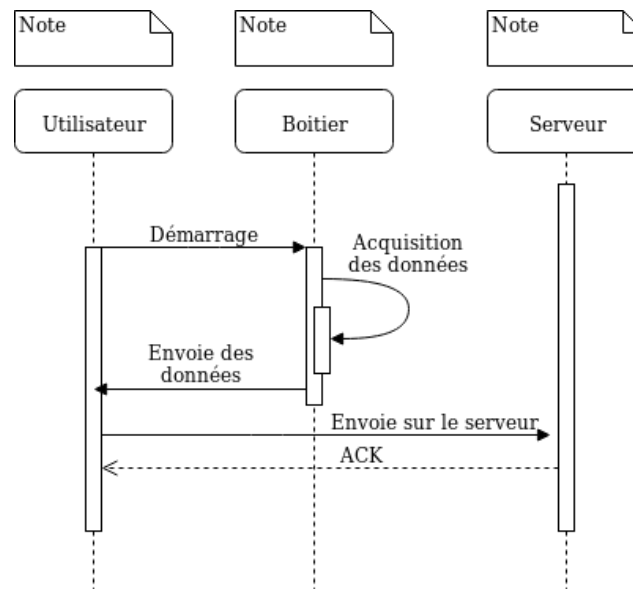 Note
Note
Note
Utilisateur
Boitier
Serveur
Démarrage
Acquisition
des données
Envoie des
données
Envoie sur le serveur
ACK